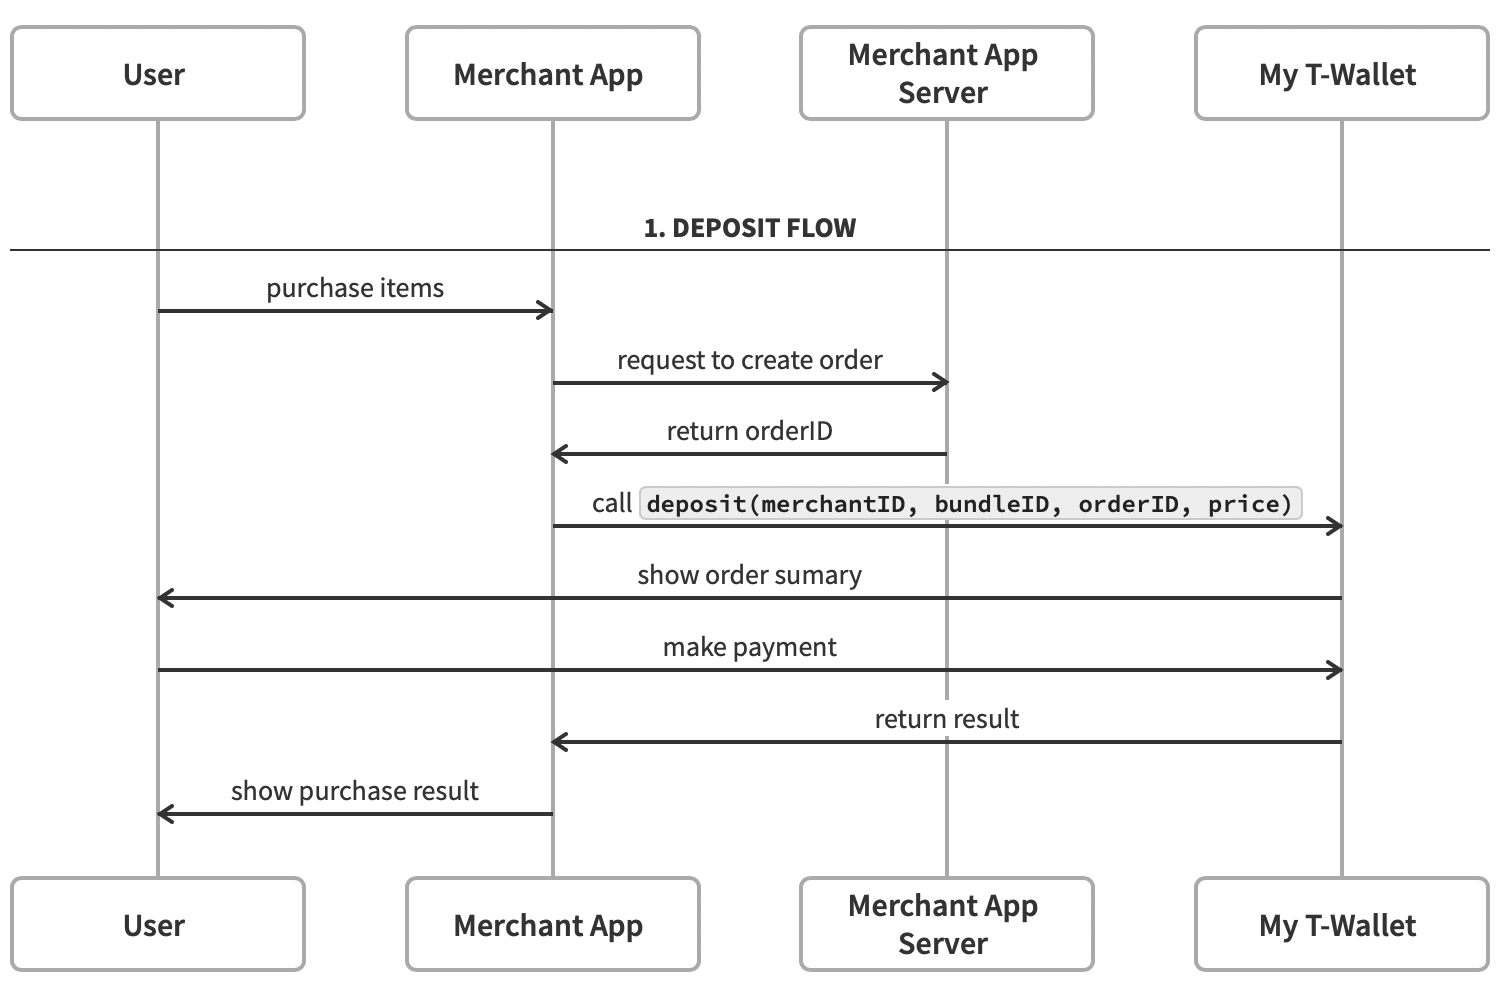 User
Merchant App
Merchant App
Server
My T-Wallet
1. DEPOSIT FLOW
purchase items
request to create order
return orderID
call deposit(merchantID, bundleID, orderID, price)
show order sumary
make payment
return result
show purchase result
User
Merchant App
Merchant App
Server
My T-Wallet